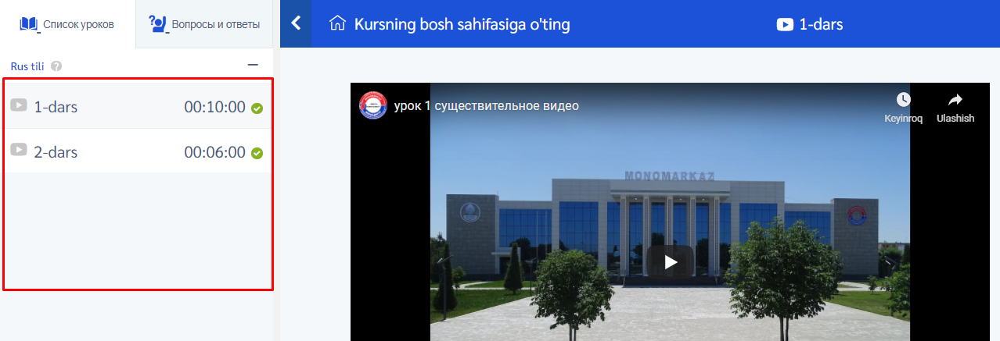 Список уроков
Вопросы и ответы
Kursning bosh sahifasiga o'ting
1-dars
Rus tili
1-dars 00:10:00
2-dars 00:06:00
урок 1 существительное видео
Keyinroq
Ulashish
MONOMARKAZ